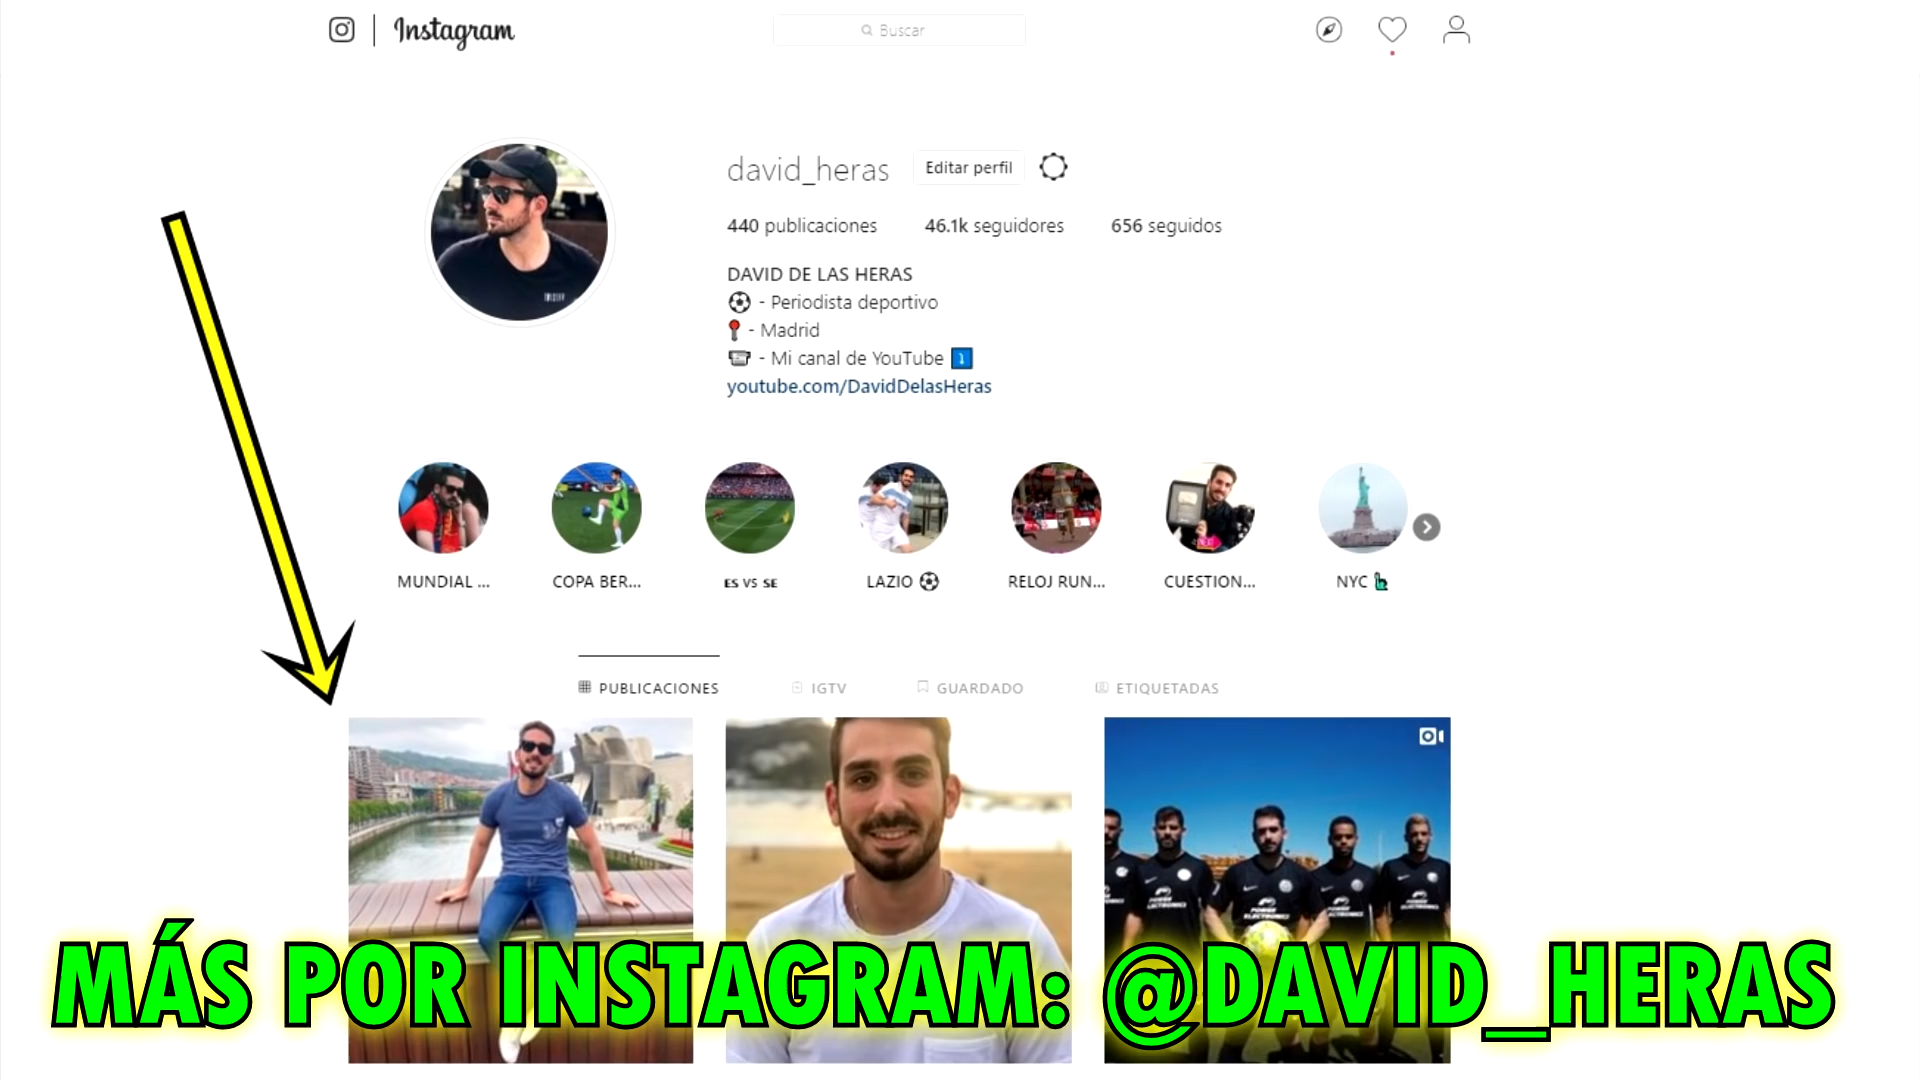 Instagram
Buscar
david_heras Editar perfil
440 publicaciones 46.1k seguidores 656 seguidos
DAVID DE LAS HERAS
- Periodista deportivo
- Madrid
- Mi canal de YouTube
youtube.com/DavidDelasHeras
MUNDIAL ... COPA BER... ES VS SE LAZIO RELOJ RUN... CUESTION... NYC
PUBLICACIONES IGTV GUARDADO ETIQUETADAS
POWER ELECTRONICS
MÁS POR INSTAGRAM: @DAVID_HERAS